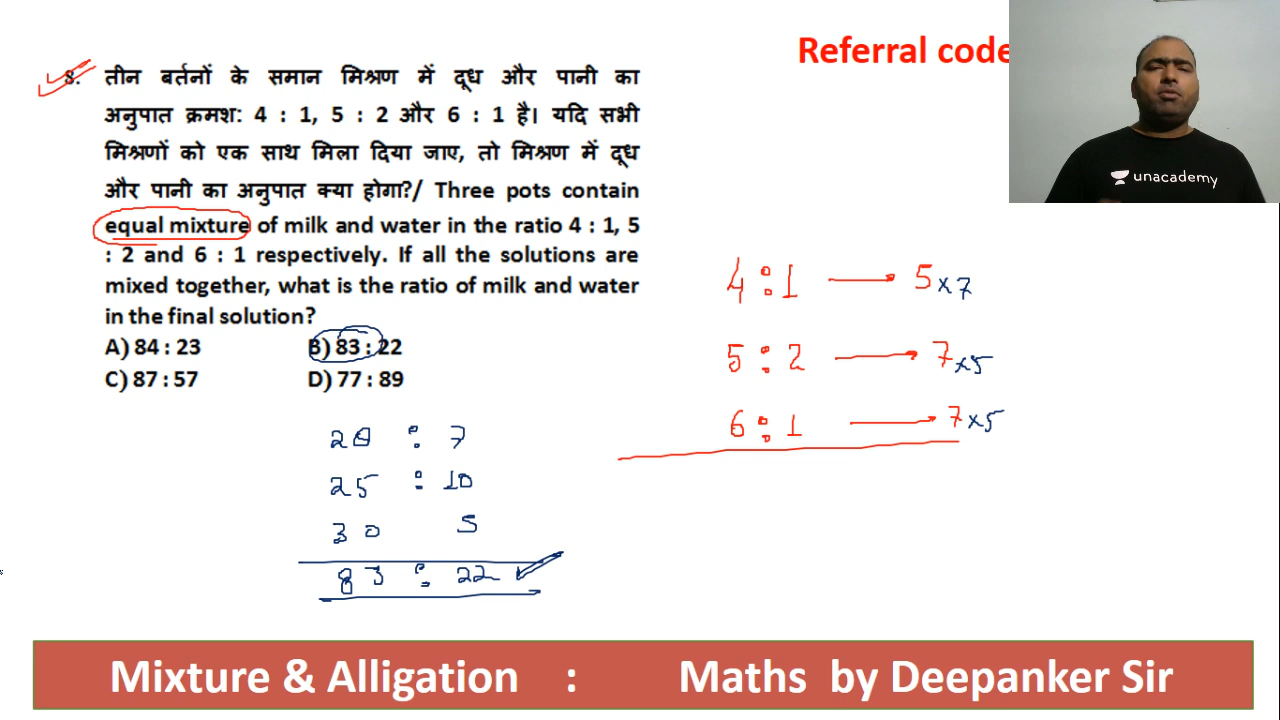 Referral code
8. तीन बर्तनों के समान मिश्रण में दूध और पानी का
अनुपात क्रमश: 4 : 1, 5 : 2 और 6 : 1 है। यदि सभी
मिश्रणों को एक साथ मिला दिया जाए, तो मिश्रण में दूध
और पानी का अनुपात क्या होगा?/ Three pots contain
equal mixture of milk and water in the ratio 4 : 1, 5
: 2 and 6 : 1 respectively. If all the solutions are
mixed together, what is the ratio of milk and water
in the final solution?
A) 84 : 23 B) 83 : 22
C) 87 : 57 D) 77 : 89
unacademy
4 : 1 → 5 x 7
5 : 2 → 7 x 5
6 : 1 → 7 x 5
28 : 7
25 : 10
30 5
83 : 22
Mixture & Alligation : Maths by Deepanker Sir